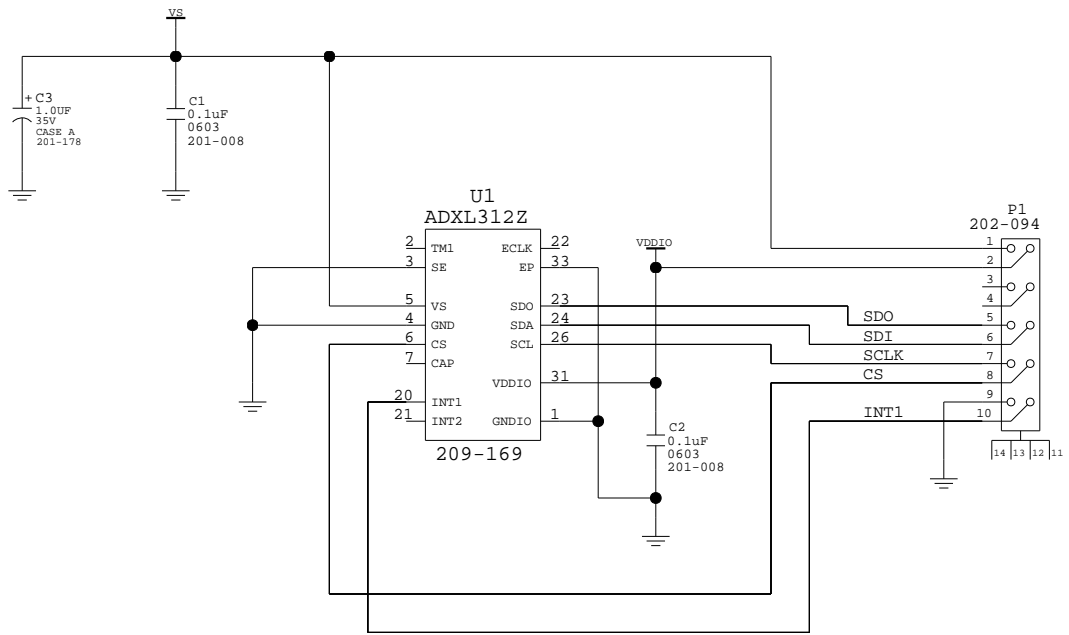 VS
+ C3
1.0UF
35V
CASE A
201-178
C1
0.1uF
0603
201-008
U1
ADXL312Z
2 TM1 ECLK 22
3 SE EP 33
5 VS SDO 23
4 GND SDA 24
6 CS SCL 26
7 CAP
VDDIO 31
20 INT1
21 INT2 GNDIO 1
209-169
VDDIO
C2
0.1uF
0603
201-008
P1
202-094
1
2
3
4
SDO 5
SDI 6
SCLK 7
CS 8
9
INT1 10
14 13 12 11